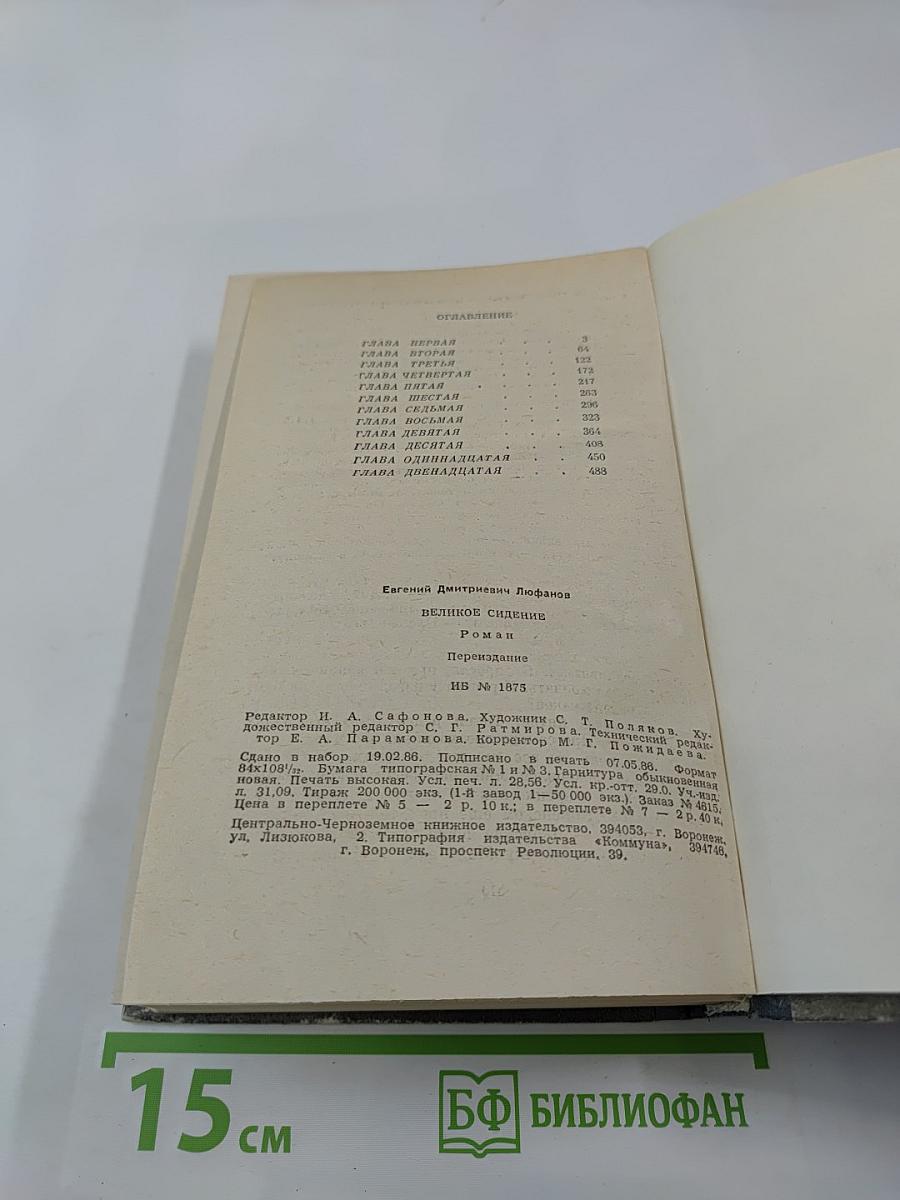 ОГЛАВЛЕНИЕ
ГЛАВА ПЕРВАЯ . . . 3
ГЛАВА ВТОРАЯ . . . 64
ГЛАВА ТРЕТЬЯ . . . 122
ГЛАВА ЧЕТВЕРТАЯ . . . 172
ГЛАВА ПЯТАЯ . . . . 217
ГЛАВА ШЕСТАЯ . . . 263
ГЛАВА СЕДЬМАЯ . . . 296
ГЛАВА ВОСЬМАЯ . . . 323
ГЛАВА ДЕВЯТАЯ . . . 364
ГЛАВА ДЕСЯТАЯ . . . 408
ГЛАВА ОДИННАДЦАТАЯ . . 450
ГЛАВА ДВЕНАДЦАТАЯ . . 488
Евгений Дмитриевич Люфанов
ВЕЛИКОЕ СИДЕНИЕ
Роман
Переиздание
ИБ № 1875
Редактор И. А. Сафонова. Художник С. Т. Поляков. Ху-
дожественный редактор С. Г. Ратмирова. Технический редак-
тор Е. А. Парамонова. Корректор М. Г. Пожидаева.
Сдано в набор 19.02.86. Подписано в печать 07.05.86. Формат
84х108¹/₃₂. Бумага типографская № 1 и № 3. Гарнитура обыкновенная
новая. Печать высокая. Усл. печ. л. 28,56. Усл. кр.-отт. 29.0. Уч.-изд.
л. 31,09. Тираж 200 000 экз. (1-й завод 1—50 000 экз.). Заказ № 4615.
Цена в переплете № 5 — 2 р. 10 к.; в переплете № 7 — 2 р. 40 к.
Центрально-Черноземное книжное издательство. 394053, г. Воронеж,
ул. Лизюкова, 2. Типография издательства «Коммуна», 394746,
г. Воронеж, проспект Революции, 39.
15 см
БФ БИБЛИОФАН